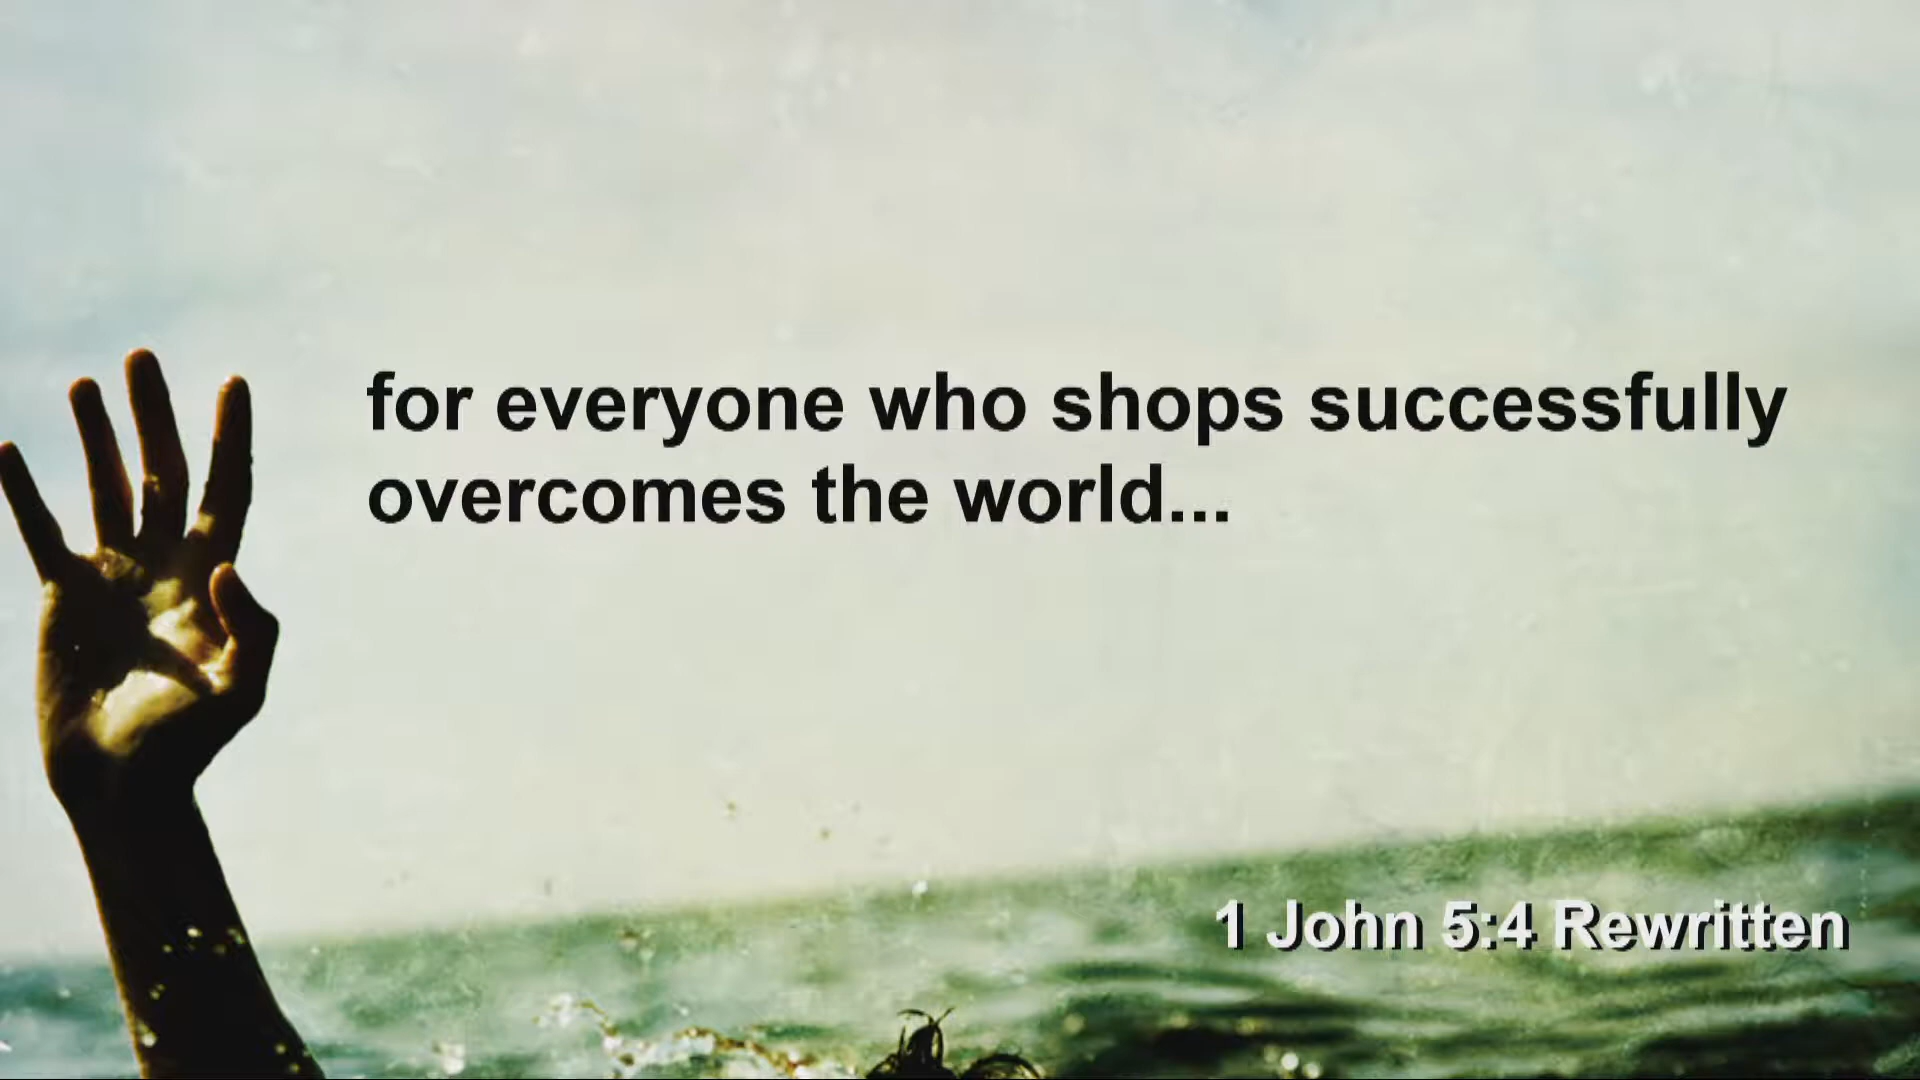 for everyone who shops successfully
overcomes the world...
1 John 5:4 Rewritten